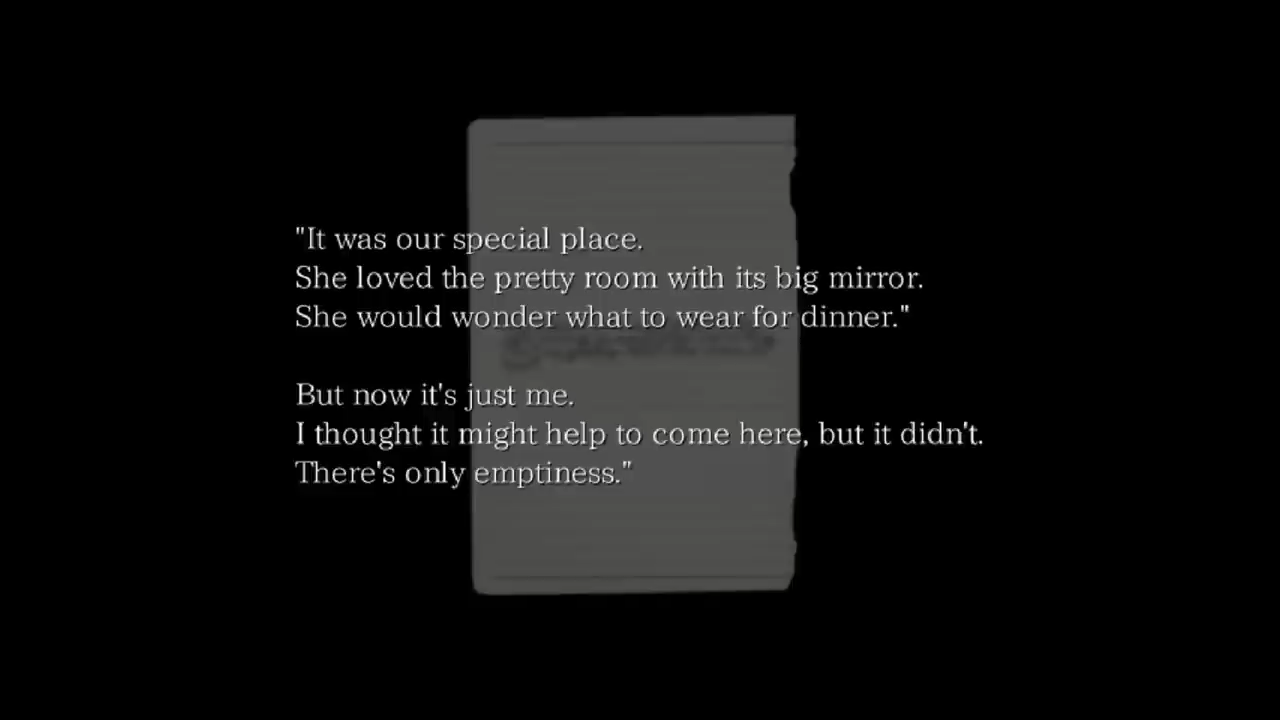 "It was our special place.
She loved the pretty room with its big mirror.
She would wonder what to wear for dinner."
But now it's just me.
I thought it might help to come here, but it didn't.
There's only emptiness."